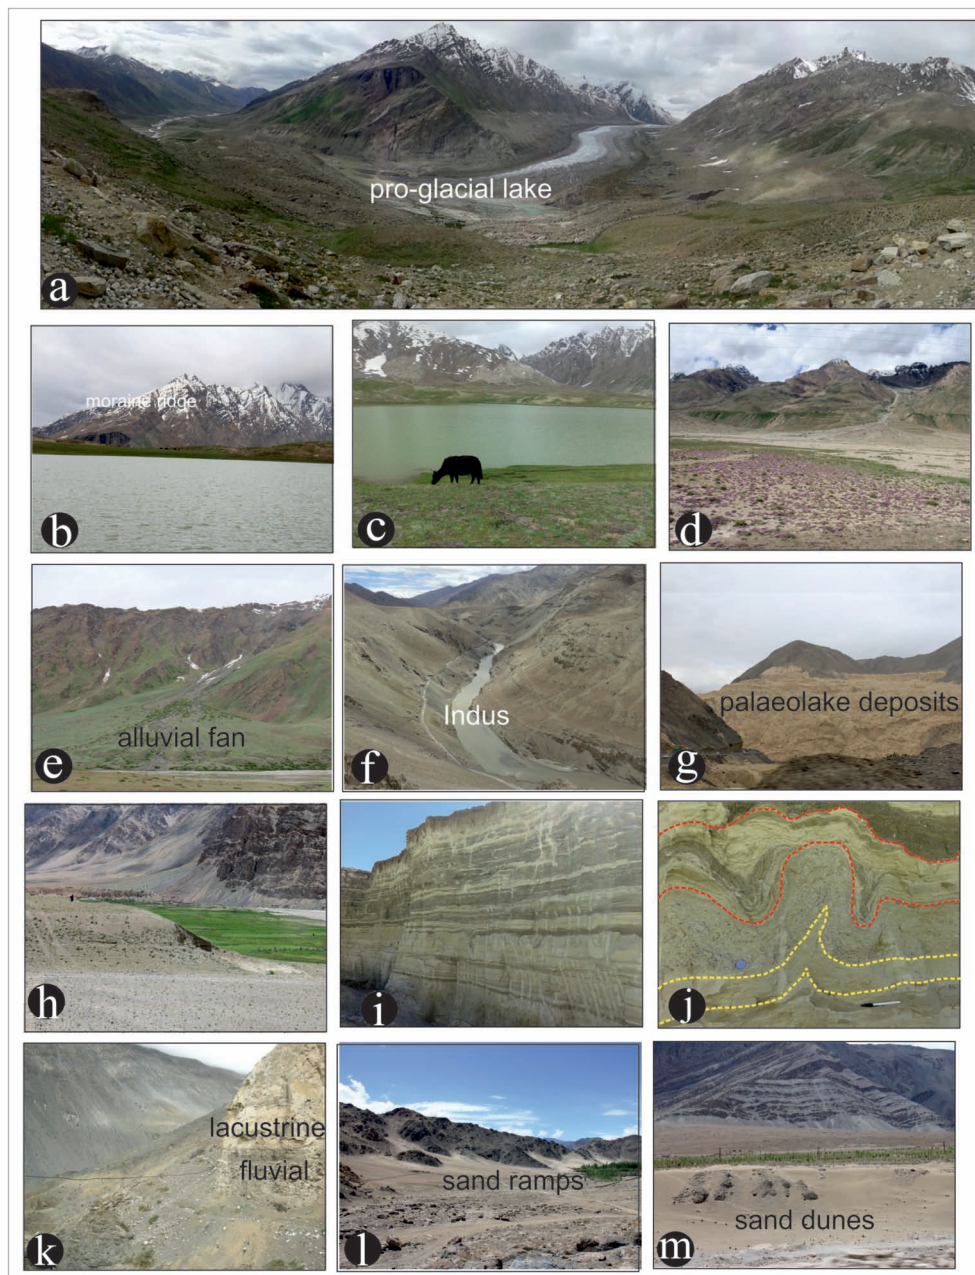 pro-glacial lake
a
moraine ridge
b
c
d
alluvial fan
e
Indus
f
palaeolake deposits
g
h
i
j
lacustrine
fluvial
k
sand ramps
l
sand dunes
m